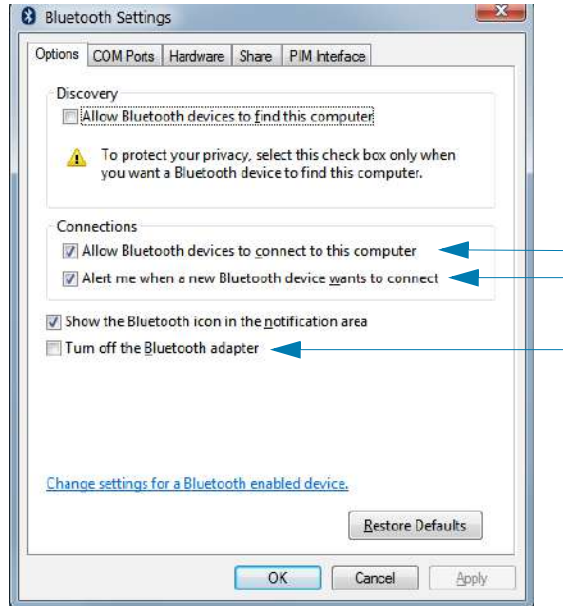 Bluetooth Settings
Options COM Ports Hardware Share PIM Interface
Discovery
Allow Bluetooth devices to find this computer
To protect your privacy, select this check box only when
you want a Bluetooth device to find this computer.
Connections
Allow Bluetooth devices to connect to this computer
Alert me when a new Bluetooth device wants to connect
Show the Bluetooth icon in the notification area
Turn off the Bluetooth adapter
Change settings for a Bluetooth enabled device.
Restore Defaults
OK Cancel Apply